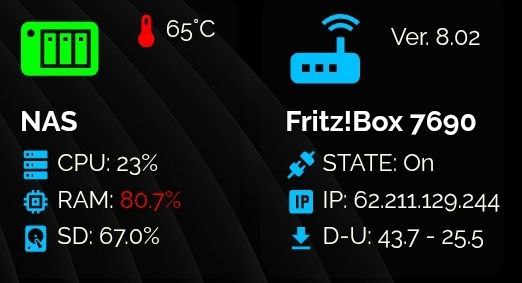 65°C
Ver. 8.02
NAS
Fritz!Box 7690
CPU: 23%
STATE: On
RAM: 80.7%
IP
IP: 62.211.129.244
SD: 67.0%
D-U: 43.7 - 25.5